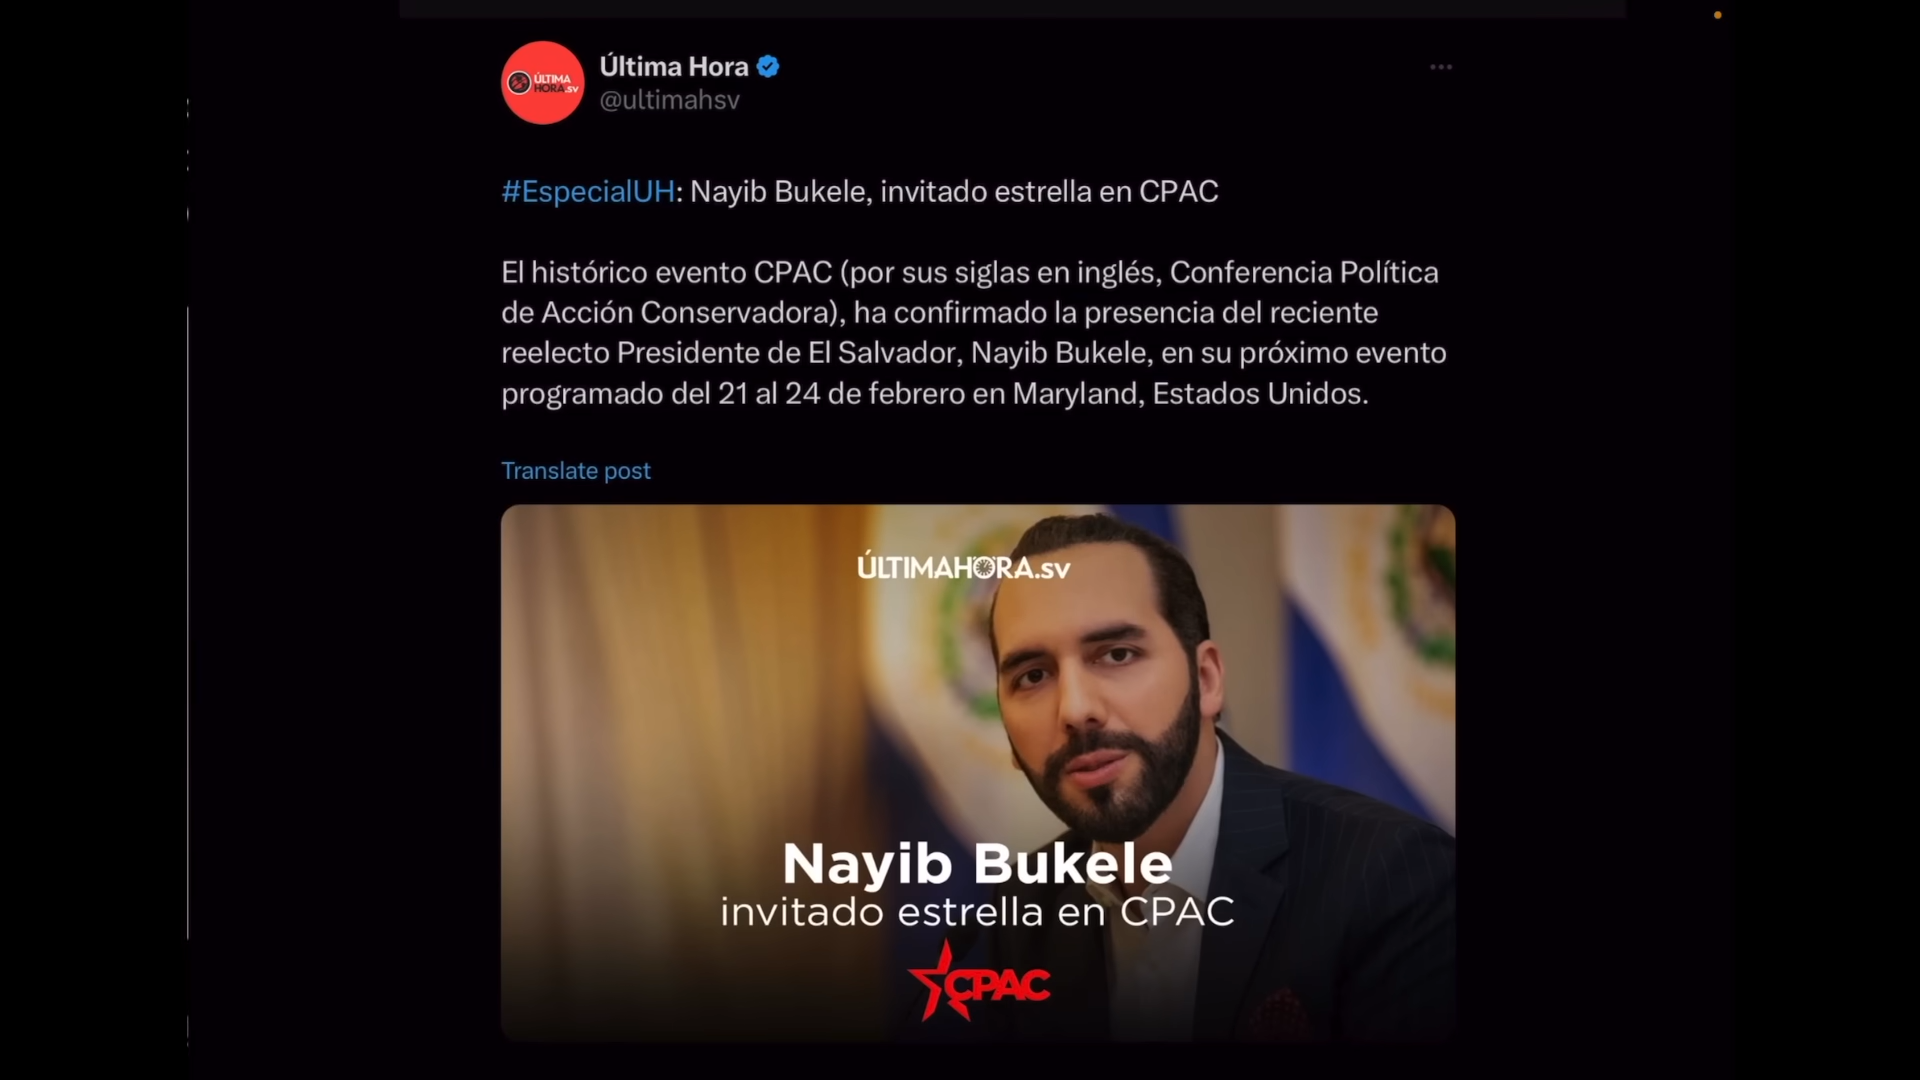 ÚLTIMA
HORA.sv
Última Hora
@ultimahsv
#EspecialUH: Nayib Bukele, invitado estrella en CPAC
El histórico evento CPAC (por sus siglas en inglés, Conferencia Política
de Acción Conservadora), ha confirmado la presencia del reciente
reelecto Presidente de El Salvador, Nayib Bukele, en su próximo evento
programado del 21 al 24 de febrero en Maryland, Estados Unidos.
Translate post
ÚLTIMAHORA.sv
Nayib Bukele
invitado estrella en CPAC
CPAC